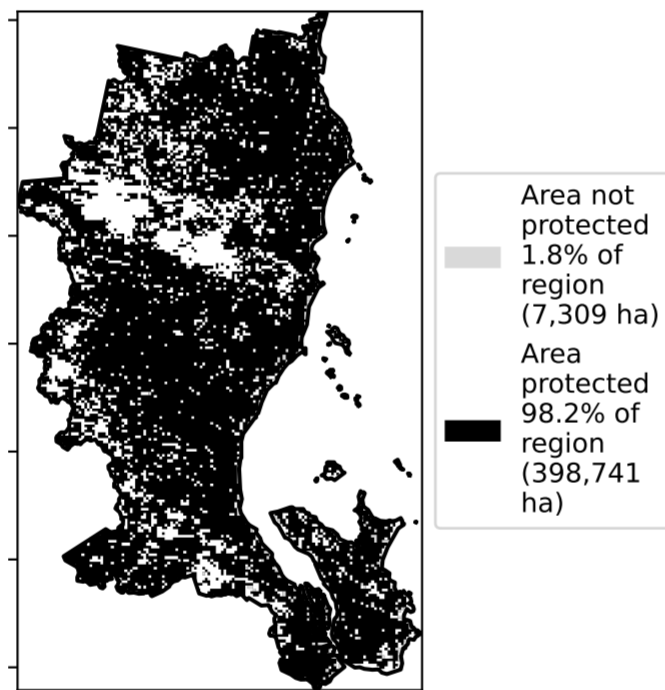 Area not
protected
1.8% of
region
(7,309 ha)
Area
protected
98.2% of
region
(398,741
ha)